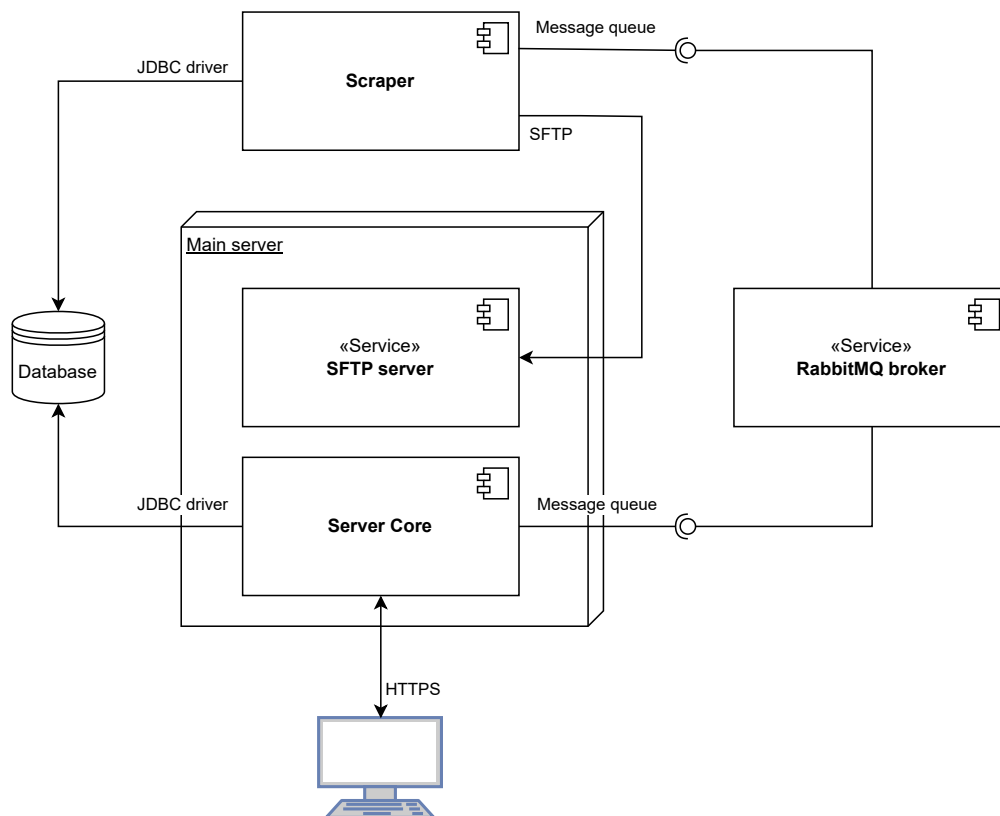 Message queue
JDBC driver
Scraper
SFTP
Main server
«Service»
SFTP server
«Service»
RabbitMQ broker
Database
JDBC driver
Server Core
Message queue
HTTPS